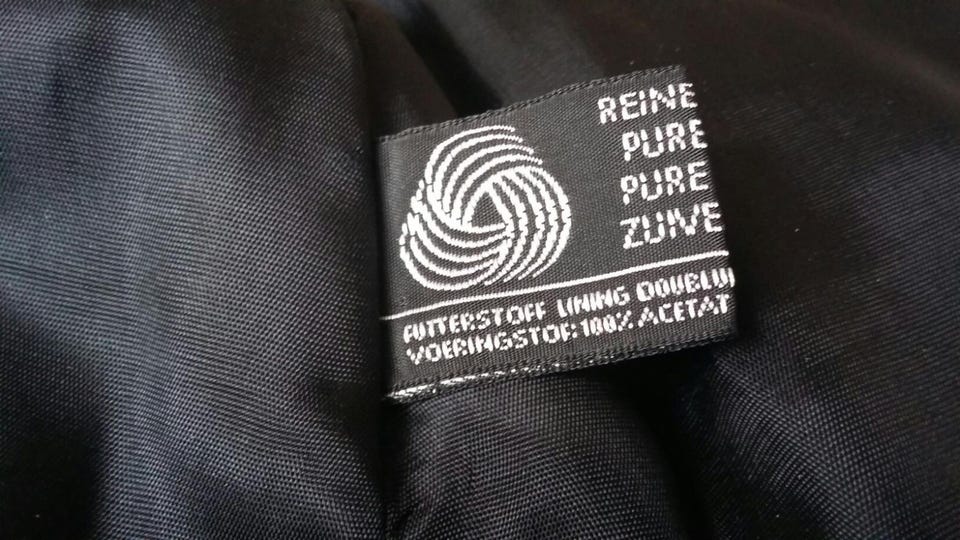 REINE
PURE
PURE
ZUIVE
FUTTERSTOFF LINING DOUBLU
VOERINGSTOF:100% ACETAT